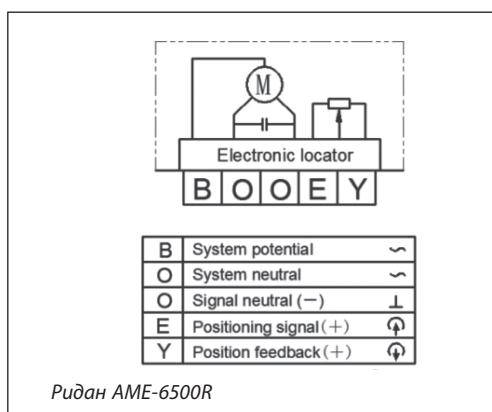 M
Electronic locator
B O O E Y
B System potential ~
O System neutral ~
O Signal neutral (−) ⊥
E Positioning signal (+)
Y Position feedback (+)
Ридан AME-6500R